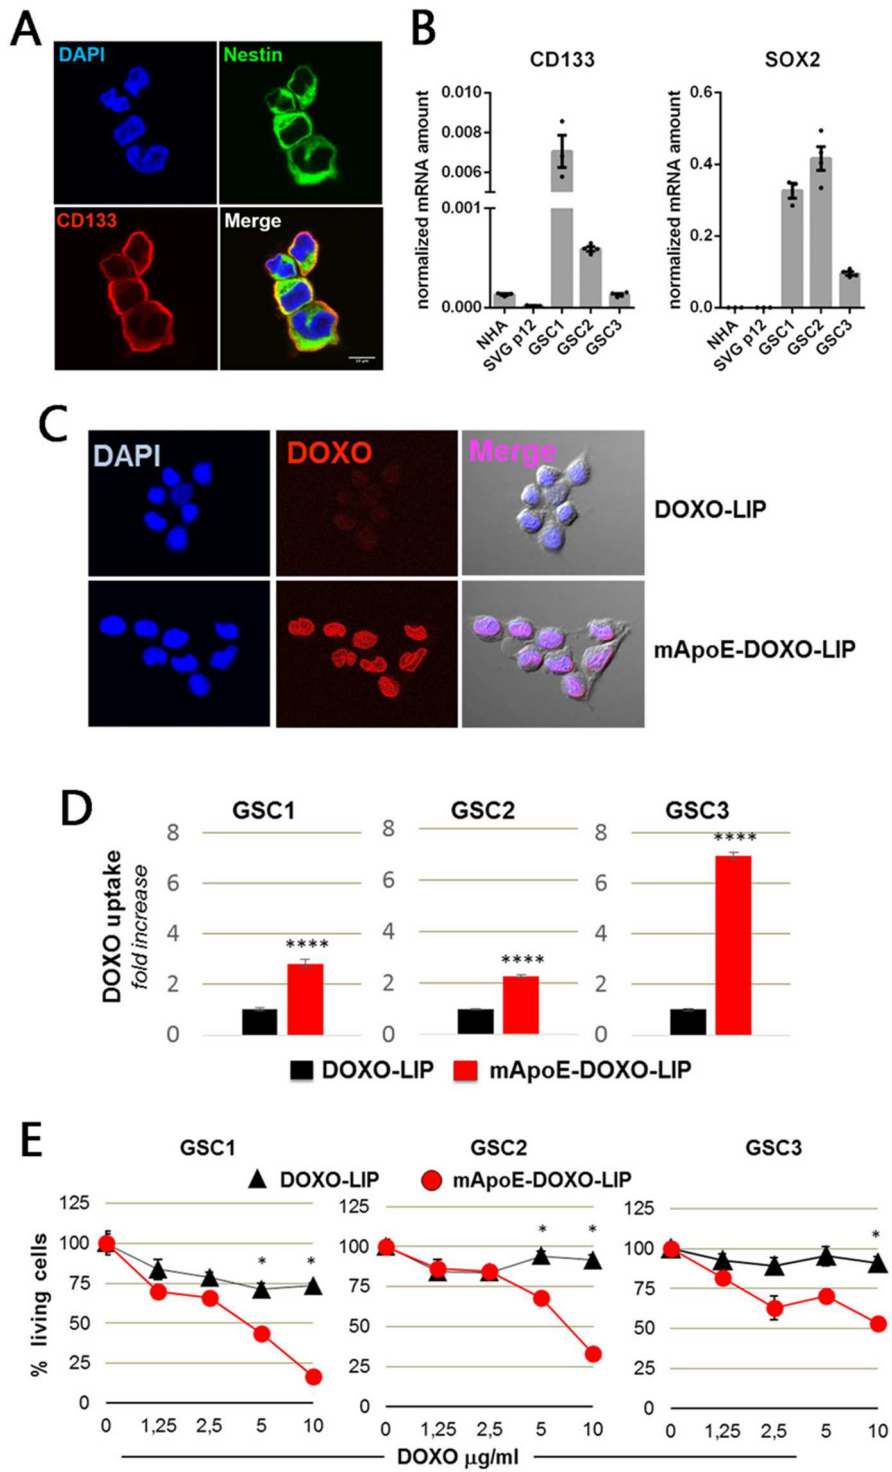 A
DAPI
Nestin
CD133
Merge
B
CD133
normalized mRNA amount
0.010
0.008
0.006
0.001
0.000
NHA
SVG p12
GSC1
GSC2
GSC3
SOX2
normalized mRNA amount
0.6
0.4
0.2
0.0
NHA
SVG p12
GSC1
GSC2
GSC3
C
DAPI
DOXO
Merge
DOXO-LIP
mApoE-DOXO-LIP
D
DOXO uptake
fold increase
GSC1
8
6
4
2
0
****
GSC2
8
6
4
2
0
****
GSC3
8
6
4
2
0
****
DOXO-LIP
mApoE-DOXO-LIP
E
GSC1
GSC2
GSC3
DOXO-LIP
mApoE-DOXO-LIP
% living cells
125
100
75
50
25
0
* *
0 1,25 2,5 5 10
125
100
75
50
25
0
* *
0 1,25 2,5 5 10
125
100
75
50
25
0
*
0 1,25 2,5 5 10
DOXO µg/ml